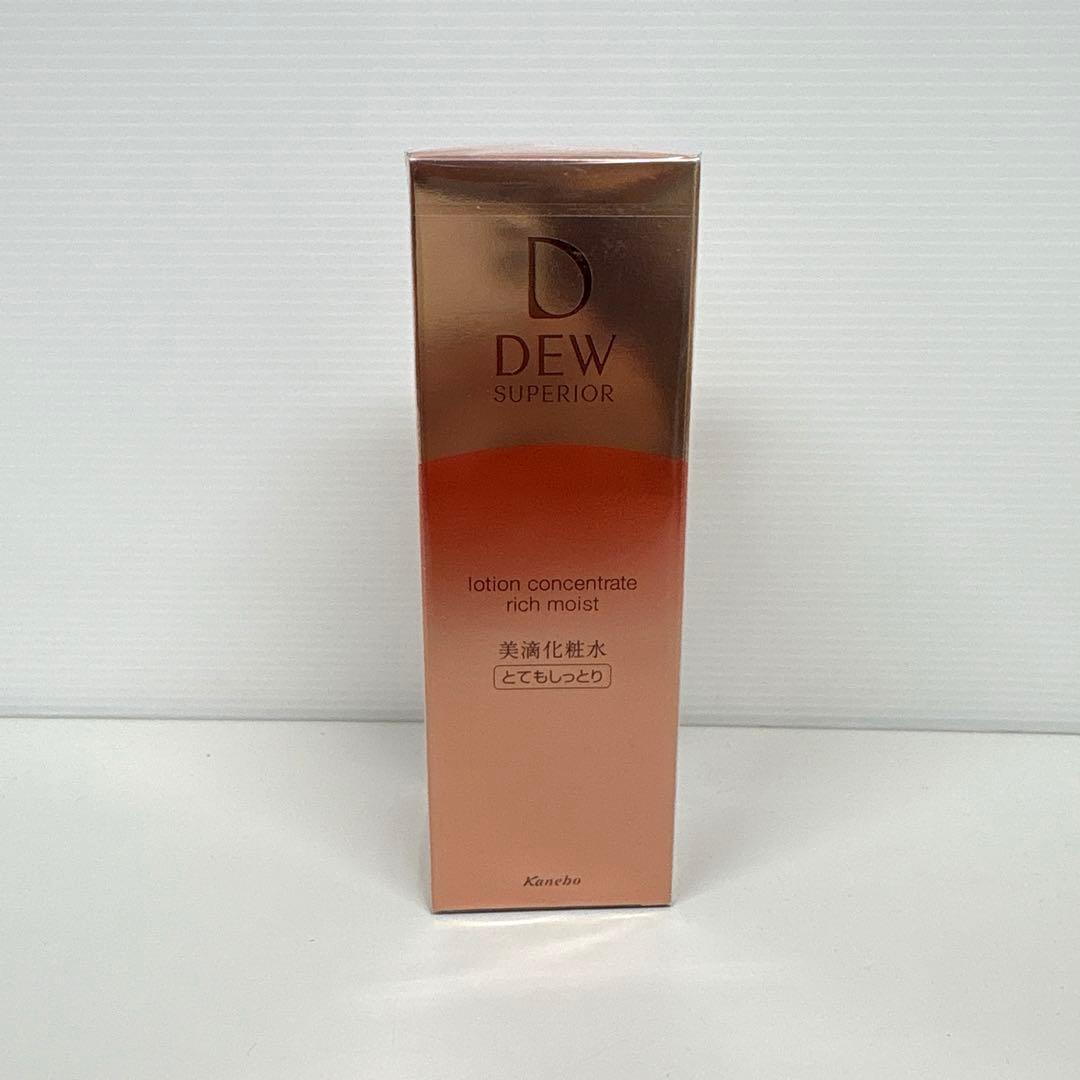 D
DEW
SUPERIOR
lotion concentrate
rich moist
美滴化粧水
とてもしっとり
Kanebo